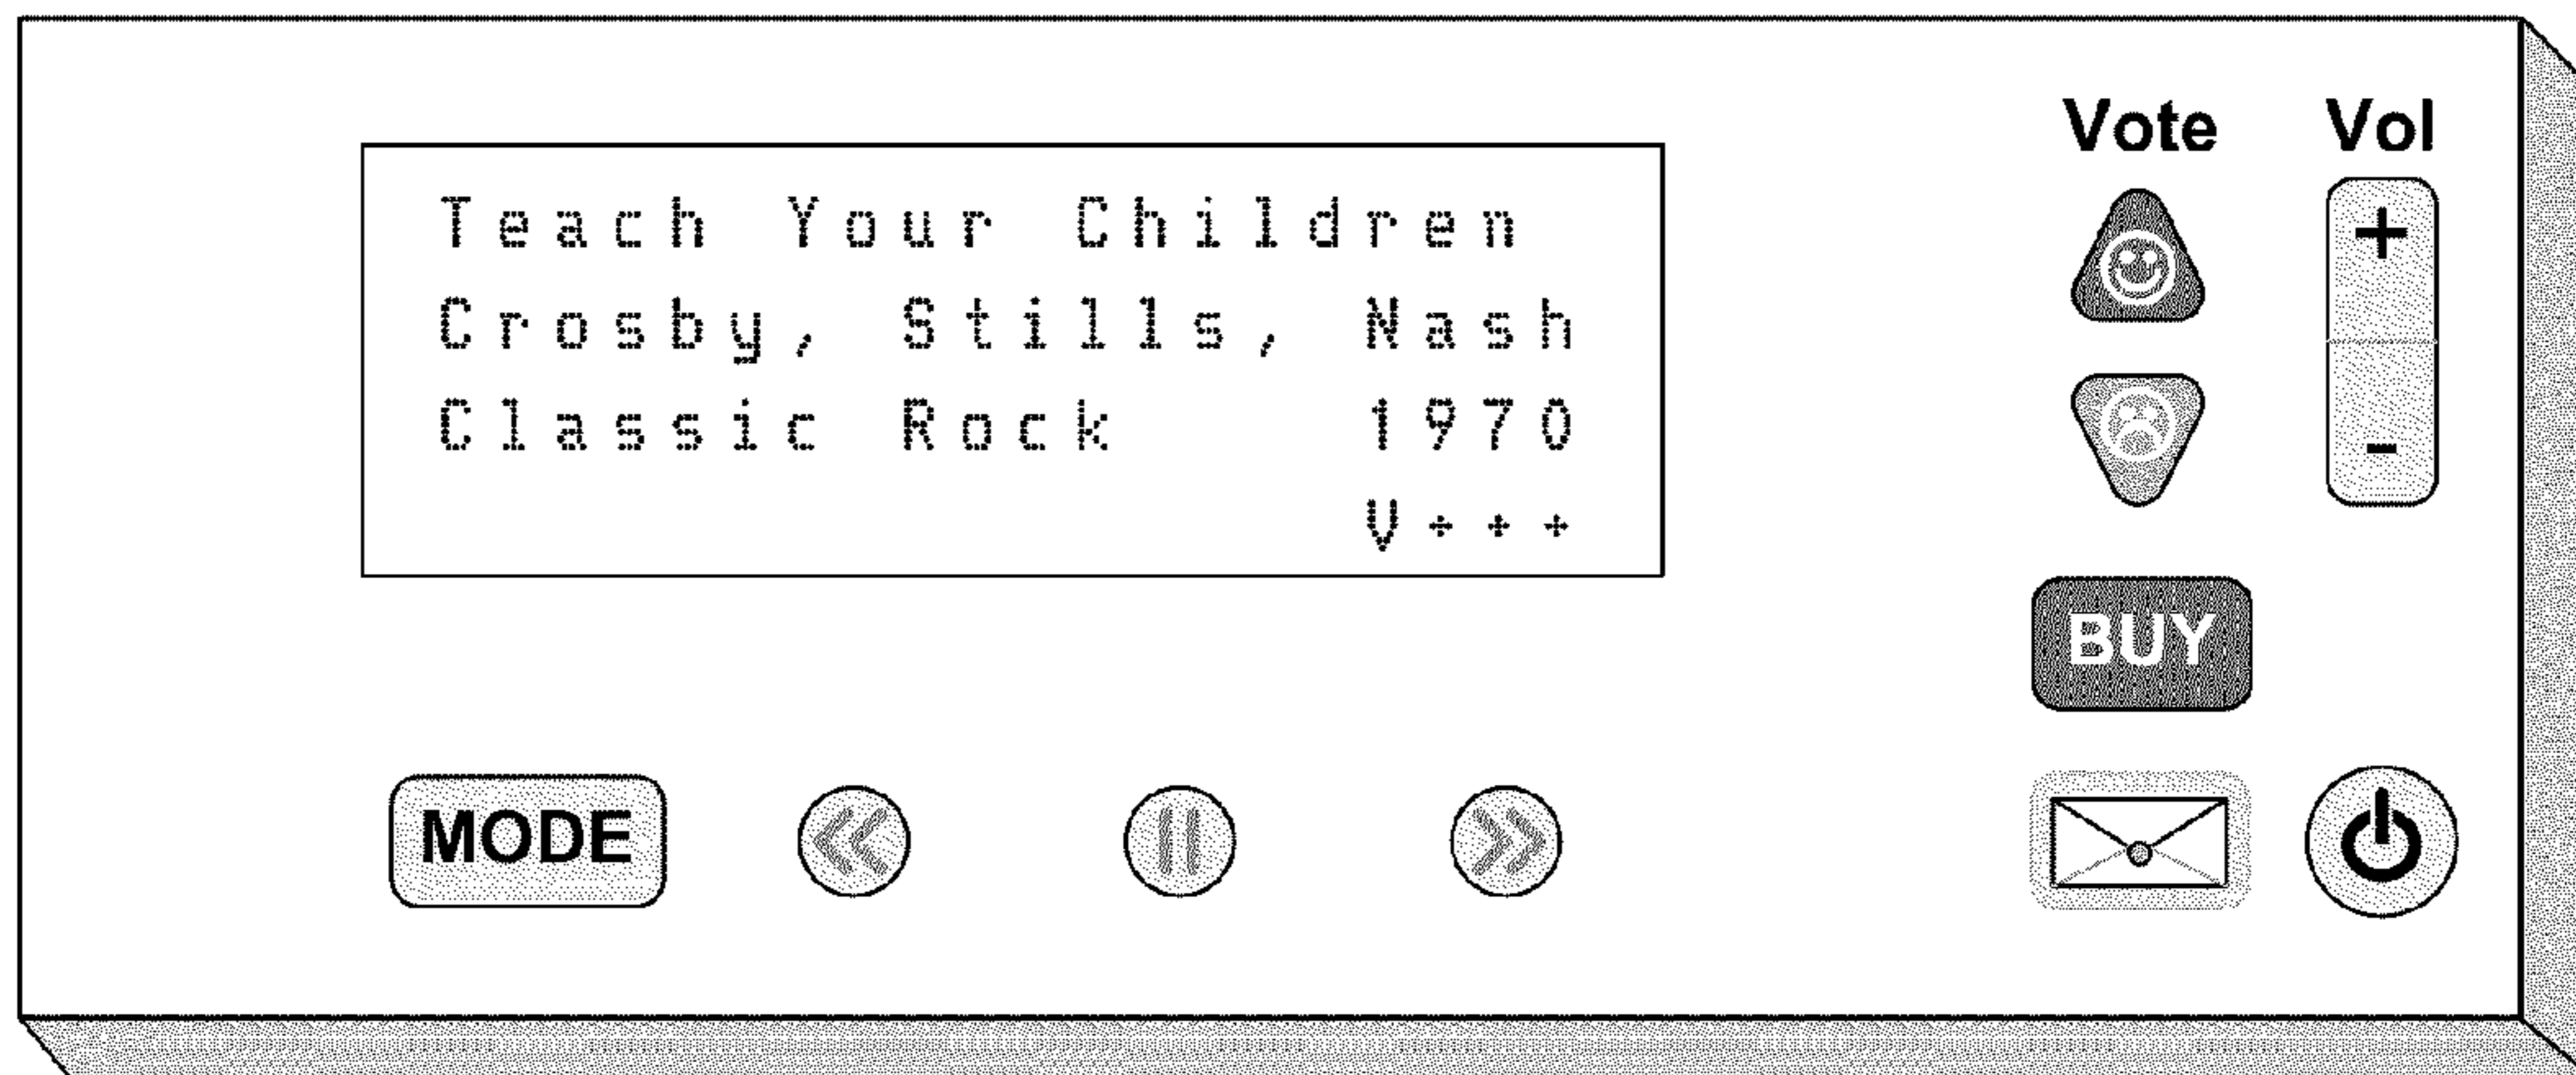 Teach Your Children
Crosby, Stills, Nash
Classic Rock 1970
V+++
Vote Vol
+
-
BUY
MODE